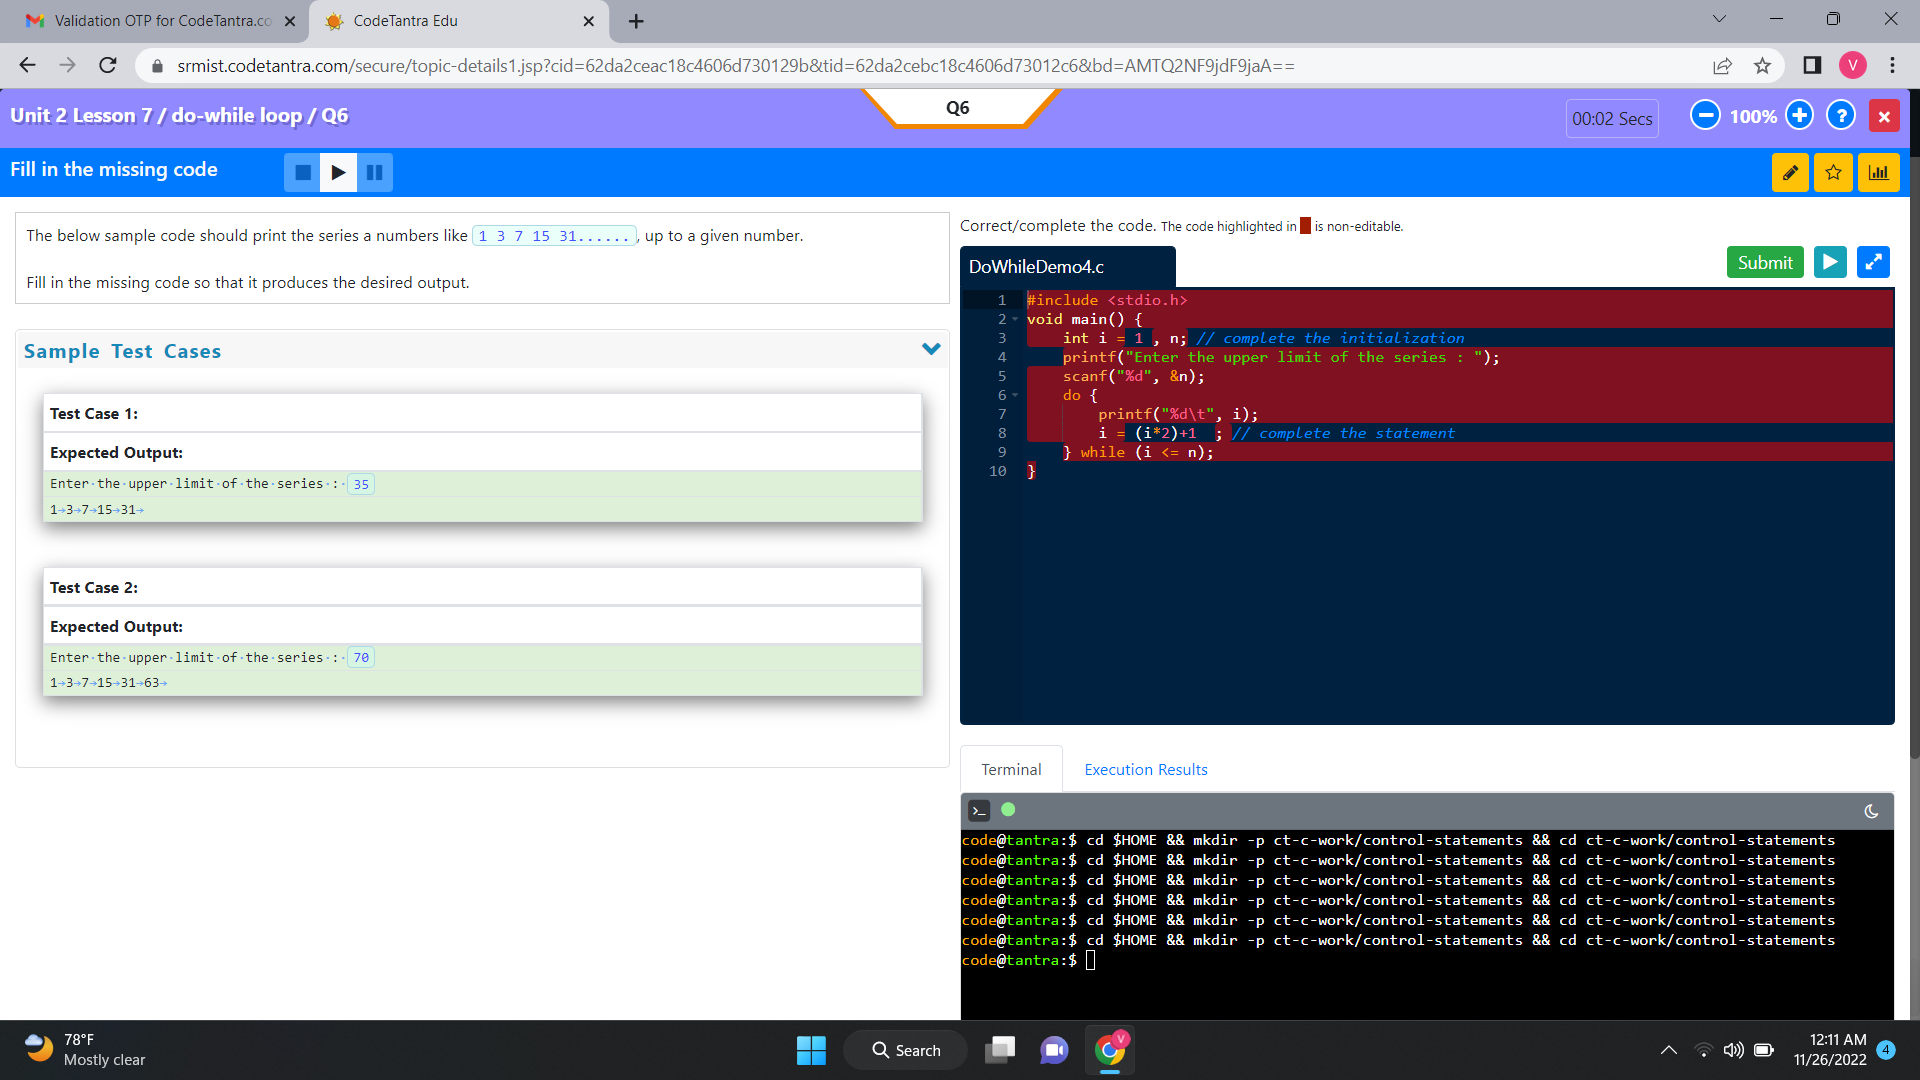 Validation OTP for CodeTantra.co
CodeTantra Edu
srmist.codetantra.com/secure/topic-details1.jsp?cid=62da2ceac18c4606d730129b&tid=62da2cebc18c4606d73012c6&bd=AMTQ2NF9jdF9jaA==
V
Unit 2 Lesson 7 / do-while loop / Q6
Q6
00:02 Secs
100%
?
Fill in the missing code
The below sample code should print the series a numbers like 1 3 7 15 31......, up to a given number.
Fill in the missing code so that it produces the desired output.
Sample Test Cases
Test Case 1:
Expected Output:
Enter·the·upper·limit·of·the·series·:·35
1→3→7→15→31→
Test Case 2:
Expected Output:
Enter·the·upper·limit·of·the·series·:·70
1→3→7→15→31→63→
Correct/complete the code. The code highlighted in is non-editable.
DoWhileDemo4.c
Submit
1 #include <stdio.h>
2 void main() {
3 int i = 1 , n; // complete the initialization
4 printf("Enter the upper limit of the series : ");
5 scanf("%d", &n);
6 do {
7 printf("%d\t", i);
8 i = (i*2)+1 ; // complete the statement
9 } while (i <= n);
10 }
Terminal
Execution Results
code@tantra:$ cd $HOME && mkdir -p ct-c-work/control-statements && cd ct-c-work/control-statements
code@tantra:$ cd $HOME && mkdir -p ct-c-work/control-statements && cd ct-c-work/control-statements
code@tantra:$ cd $HOME && mkdir -p ct-c-work/control-statements && cd ct-c-work/control-statements
code@tantra:$ cd $HOME && mkdir -p ct-c-work/control-statements && cd ct-c-work/control-statements
code@tantra:$ cd $HOME && mkdir -p ct-c-work/control-statements && cd ct-c-work/control-statements
code@tantra:$ cd $HOME && mkdir -p ct-c-work/control-statements && cd ct-c-work/control-statements
code@tantra:$
78°F
Mostly clear
Search
V
12:11 AM
11/26/2022
4